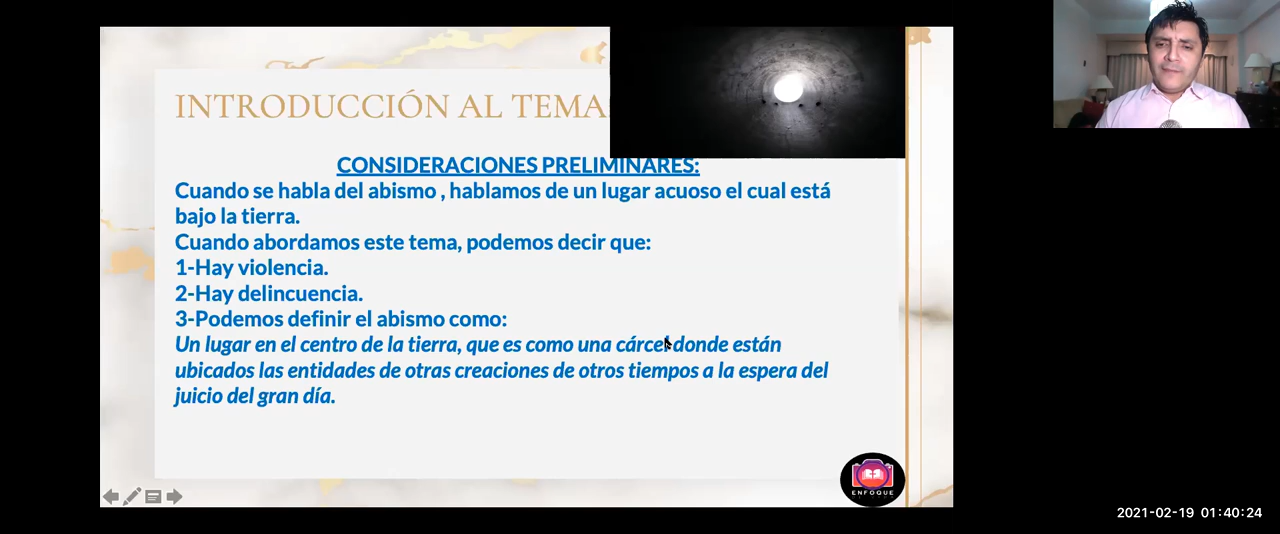 INTRODUCCIÓN AL TEMA:
CONSIDERACIONES PRELIMINARES:
Cuando se habla del abismo , hablamos de un lugar acuoso el cual está
bajo la tierra.
Cuando abordamos este tema, podemos decir que:
1-Hay violencia.
2-Hay delincuencia.
3-Podemos definir el abismo como:
Un lugar en el centro de la tierra, que es como una cárcel donde están
ubicados las entidades de otras creaciones de otros tiempos a la espera del
juicio del gran día.
ENFOQUE
2021-02-19 01:40:24